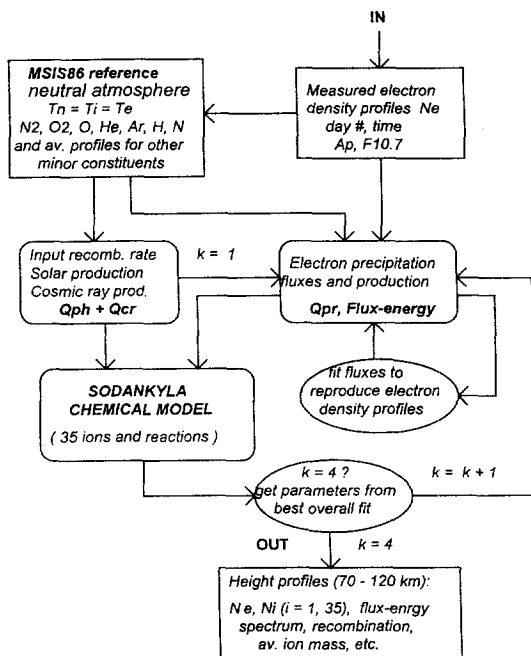 IN
MSIS86 reference
neutral atmosphere
Tn = Ti = Te
N2, O2, O, He, Ar, H, N
and av. profiles for other
minor constituents
Measured electron
density profiles Ne
day #, time
Ap, F10.7
Input recomb. rate
Solar production
Cosmic ray prod.
Qph + Qcr
k = 1
Electron precipitation
fluxes and production
Qpr, Flux-energy
fit fluxes to
reproduce electron
density profiles
SODANKYLA
CHEMICAL MODEL
( 35 ions and reactions )
k = 4 ?
get parameters from
best overall fit
k = k + 1
OUT
k = 4
Height profiles (70 - 120 km):
Ne, Ni (i = 1, 35), flux-enrgy
spectrum, recombination,
av. ion mass, etc.